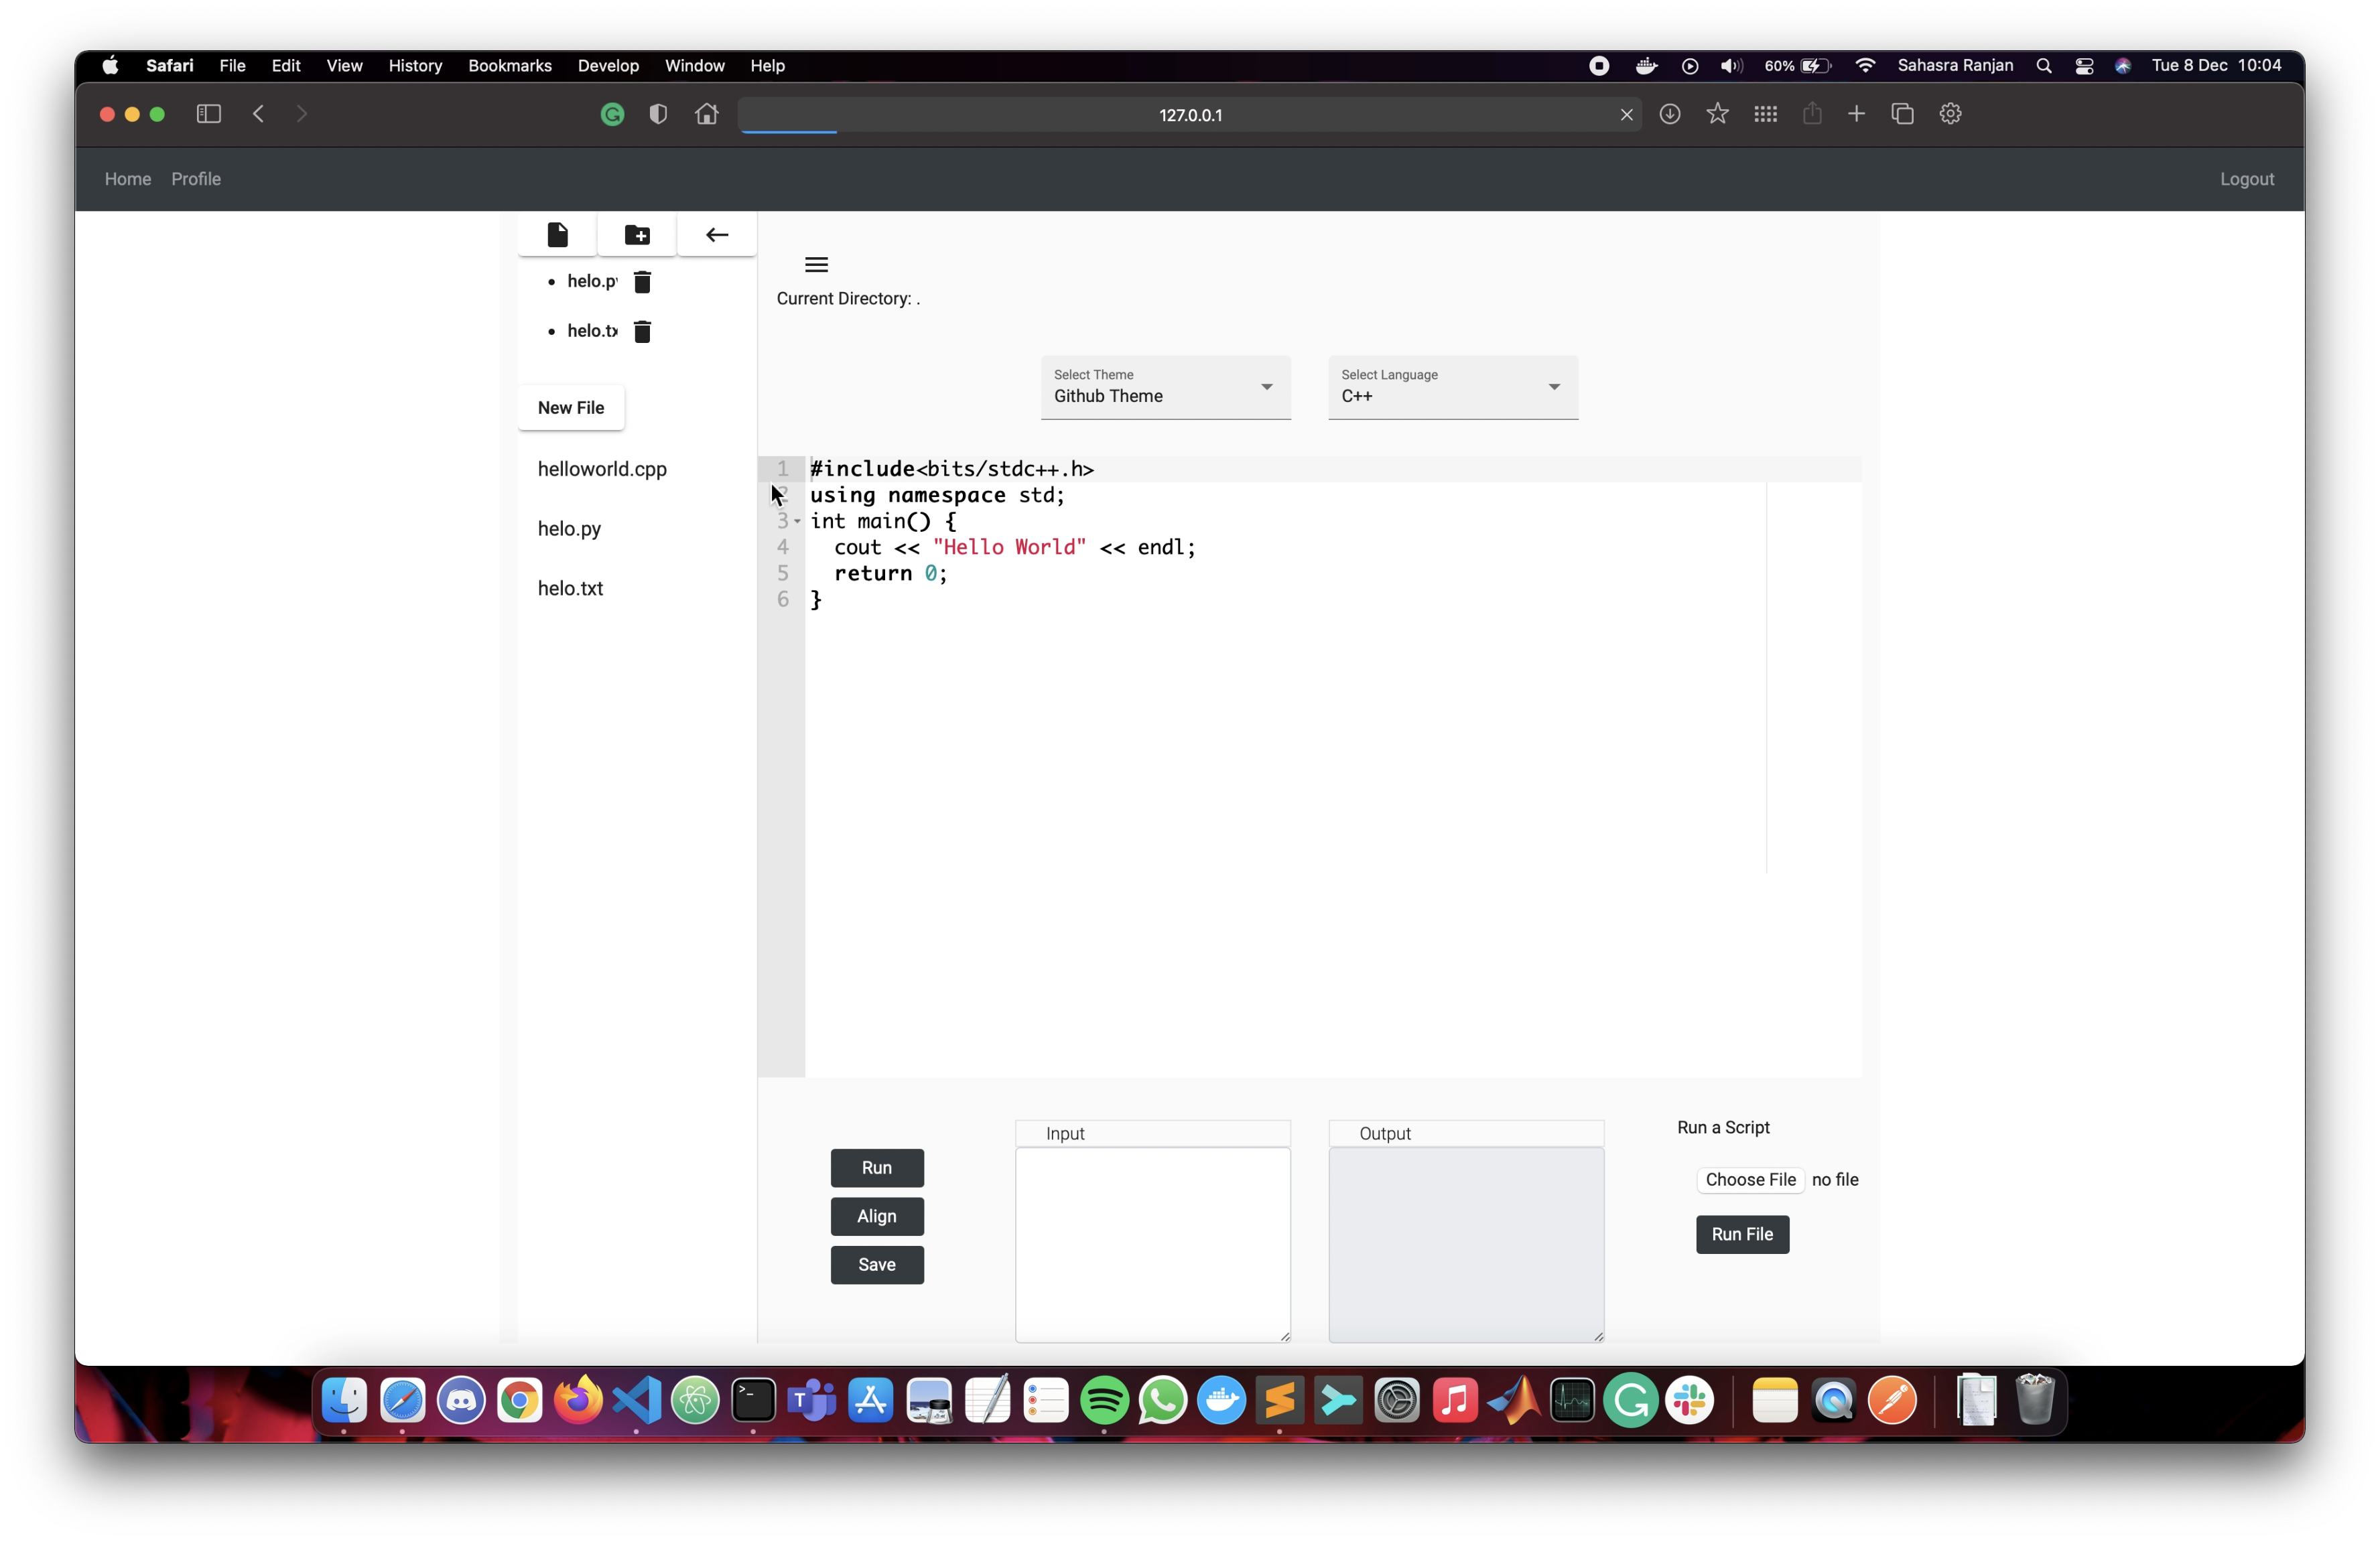 Safari File Edit View History Bookmarks Develop Window Help 60% Sahasra Ranjan Tue 8 Dec 10:04
127.0.0.1
Home Profile Logout
Current Directory: .
helo.py
helo.tx
Select Theme
Github Theme
Select Language
C++
New File
helloworld.cpp
helo.py
helo.txt
1 #include<bits/stdc++.h>
2 using namespace std;
3 int main() {
4 cout << "Hello World" << endl;
5 return 0;
6 }
Run
Align
Save
Input
Output
Run a Script
Choose File no file
Run File